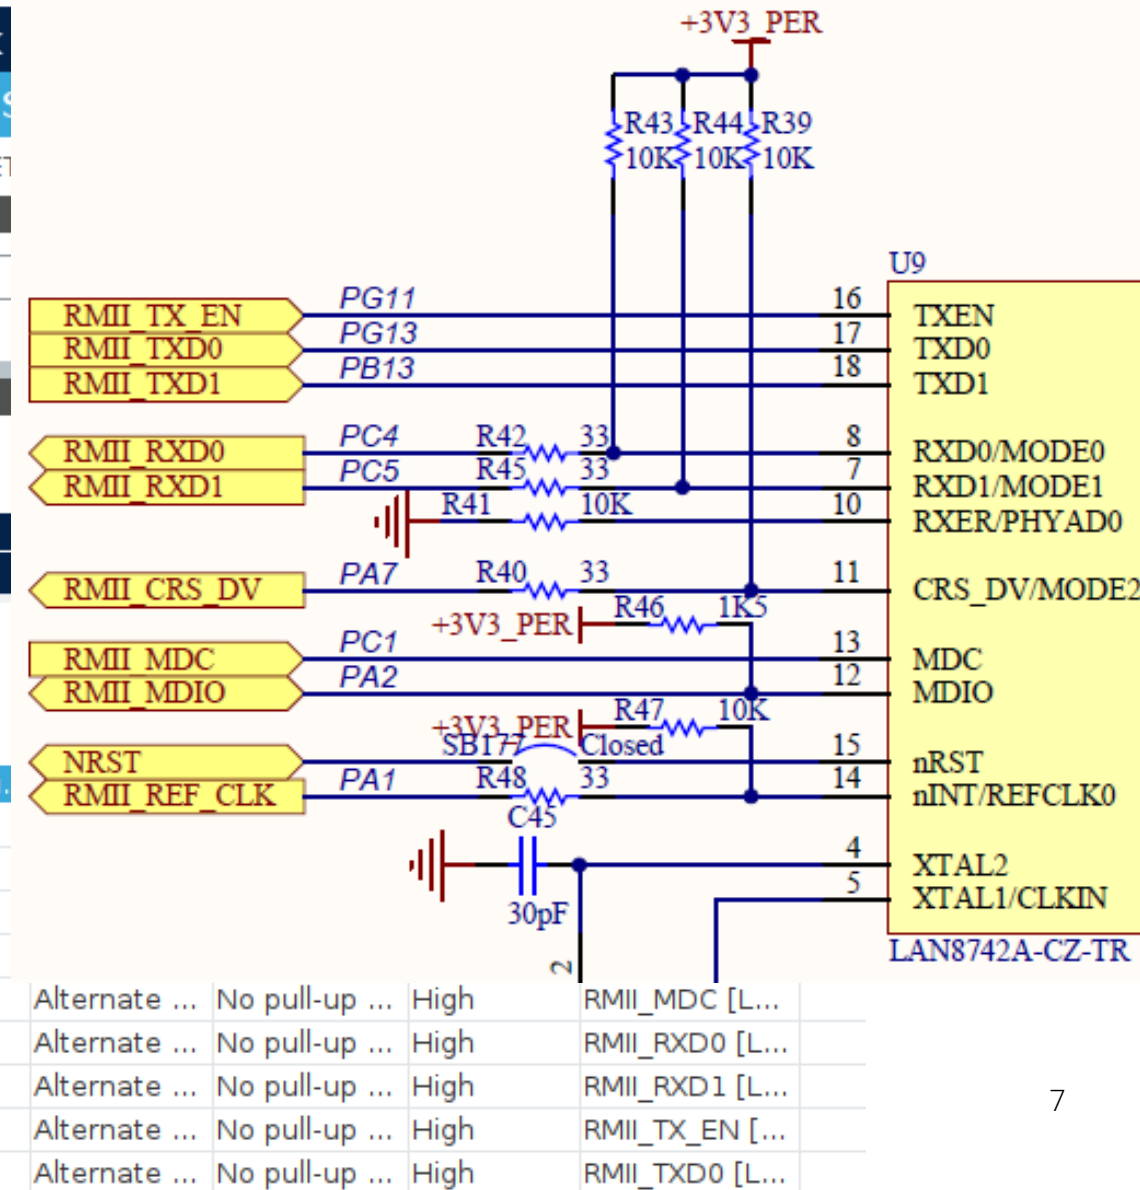 +3V3_PER
R43 R44 R39
10K 10K 10K
U9
RMII_TX_EN PG11 16 TXEN
RMII_TXD0 PG13 17 TXD0
RMII_TXD1 PB13 18 TXD1
RMII_RXD0 PC4 R42 33 8 RXD0/MODE0
RMII_RXD1 PC5 R45 33 7 RXD1/MODE1
R41 10K 10 RXER/PHYAD0
RMII_CRS_DV PA7 R40 33 11 CRS_DV/MODE2
+3V3_PER R46 1K5
RMII_MDC PC1 13 MDC
RMII_MDIO PA2 12 MDIO
+3V3_PER R47 10K
NRST SB177 Closed 15 nRST
RMII_REF_CLK PA1 R48 33 14 nINT/REFCLK0
C45
4 XTAL2
5 XTAL1/CLKIN
30pF
LAN8742A-CZ-TR
2
Alternate ... No pull-up ... High RMII_MDC [L...
Alternate ... No pull-up ... High RMII_RXD0 [L...
Alternate ... No pull-up ... High RMII_RXD1 [L...
Alternate ... No pull-up ... High RMII_TX_EN [...
Alternate ... No pull-up ... High RMII_TXD0 [L...
7